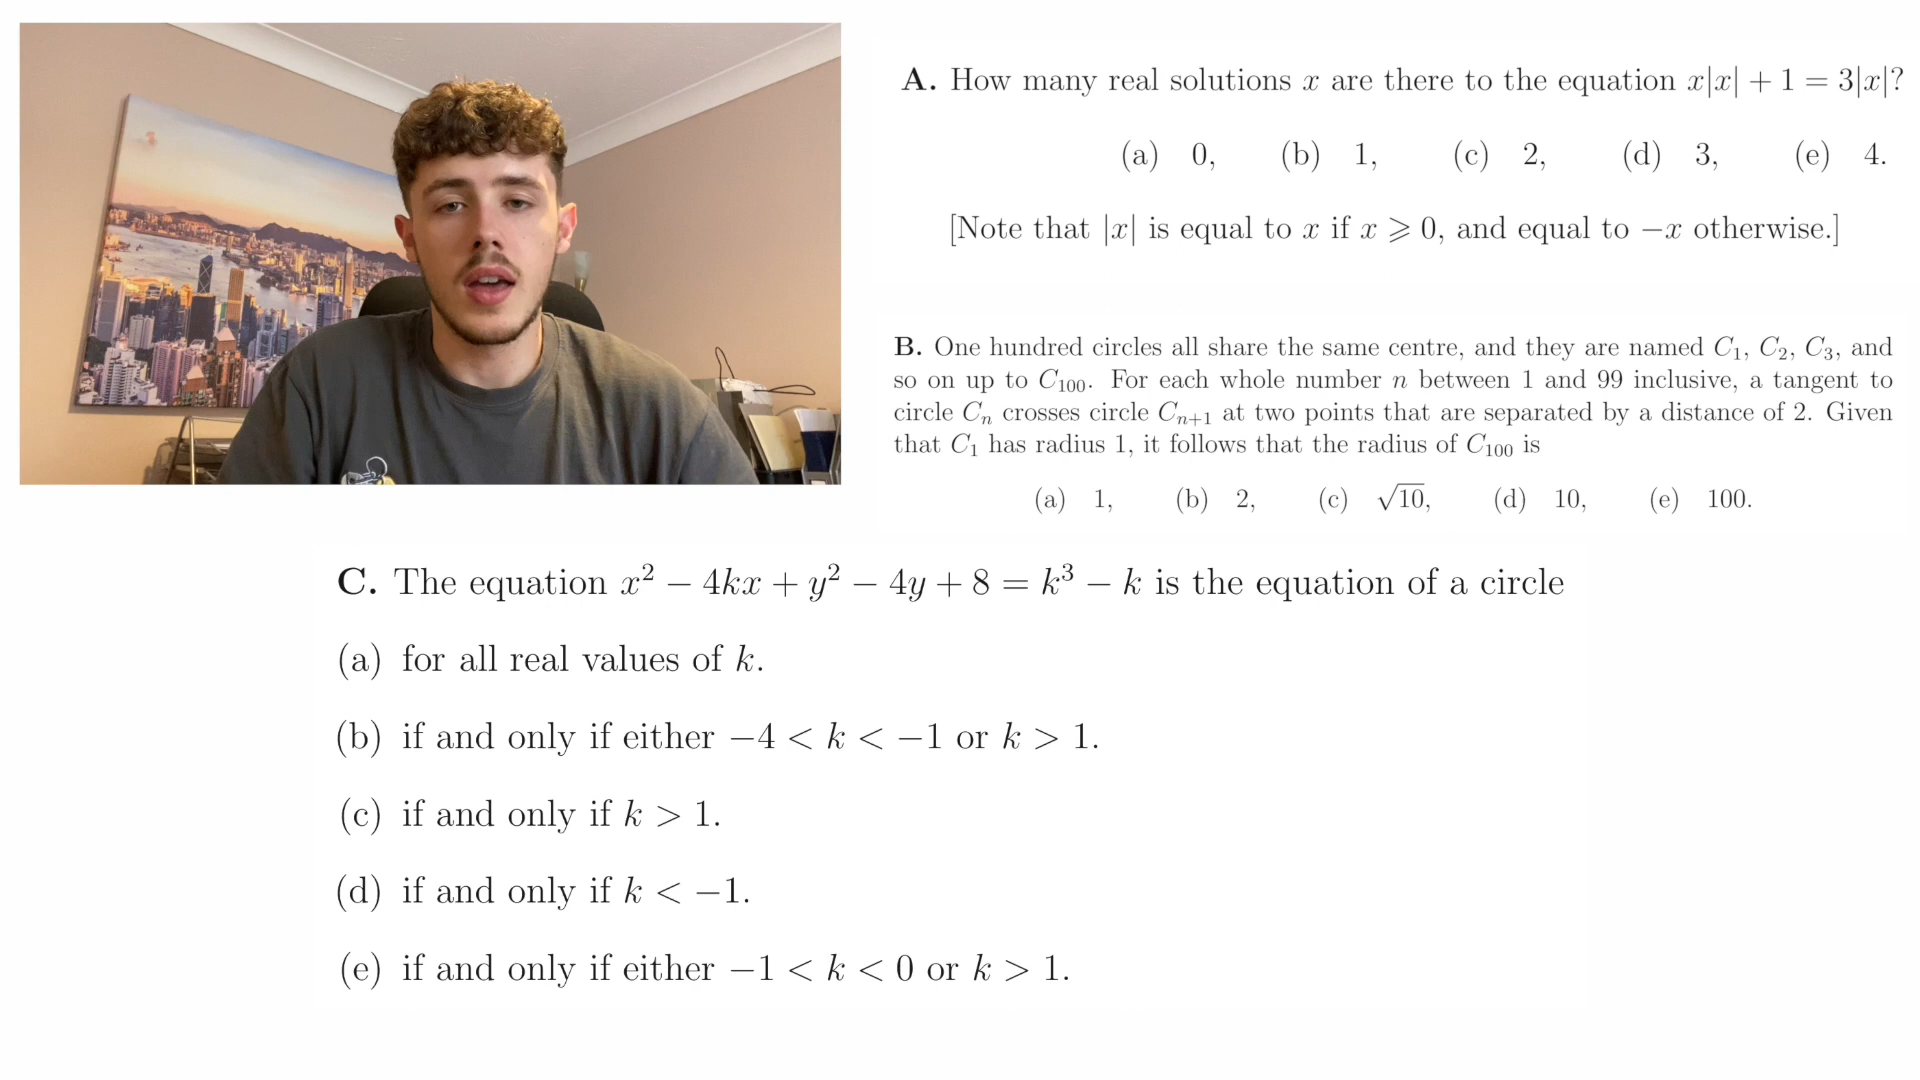 A. How many real solutions x are there to the equation x|x| + 1 = 3|x|?
(a) 0, (b) 1, (c) 2, (d) 3, (e) 4.
[Note that |x| is equal to x if x ⩾ 0, and equal to −x otherwise.]
B. One hundred circles all share the same centre, and they are named C₁, C₂, C₃, and
so on up to C₁₀₀. For each whole number n between 1 and 99 inclusive, a tangent to
circle Cₙ crosses circle Cₙ₊₁ at two points that are separated by a distance of 2. Given
that C₁ has radius 1, it follows that the radius of C₁₀₀ is
(a) 1, (b) 2, (c) √10, (d) 10, (e) 100.
C. The equation x² − 4kx + y² − 4y + 8 = k³ − k is the equation of a circle
(a) for all real values of k.
(b) if and only if either −4 < k < −1 or k > 1.
(c) if and only if k > 1.
(d) if and only if k < −1.
(e) if and only if either −1 < k < 0 or k > 1.